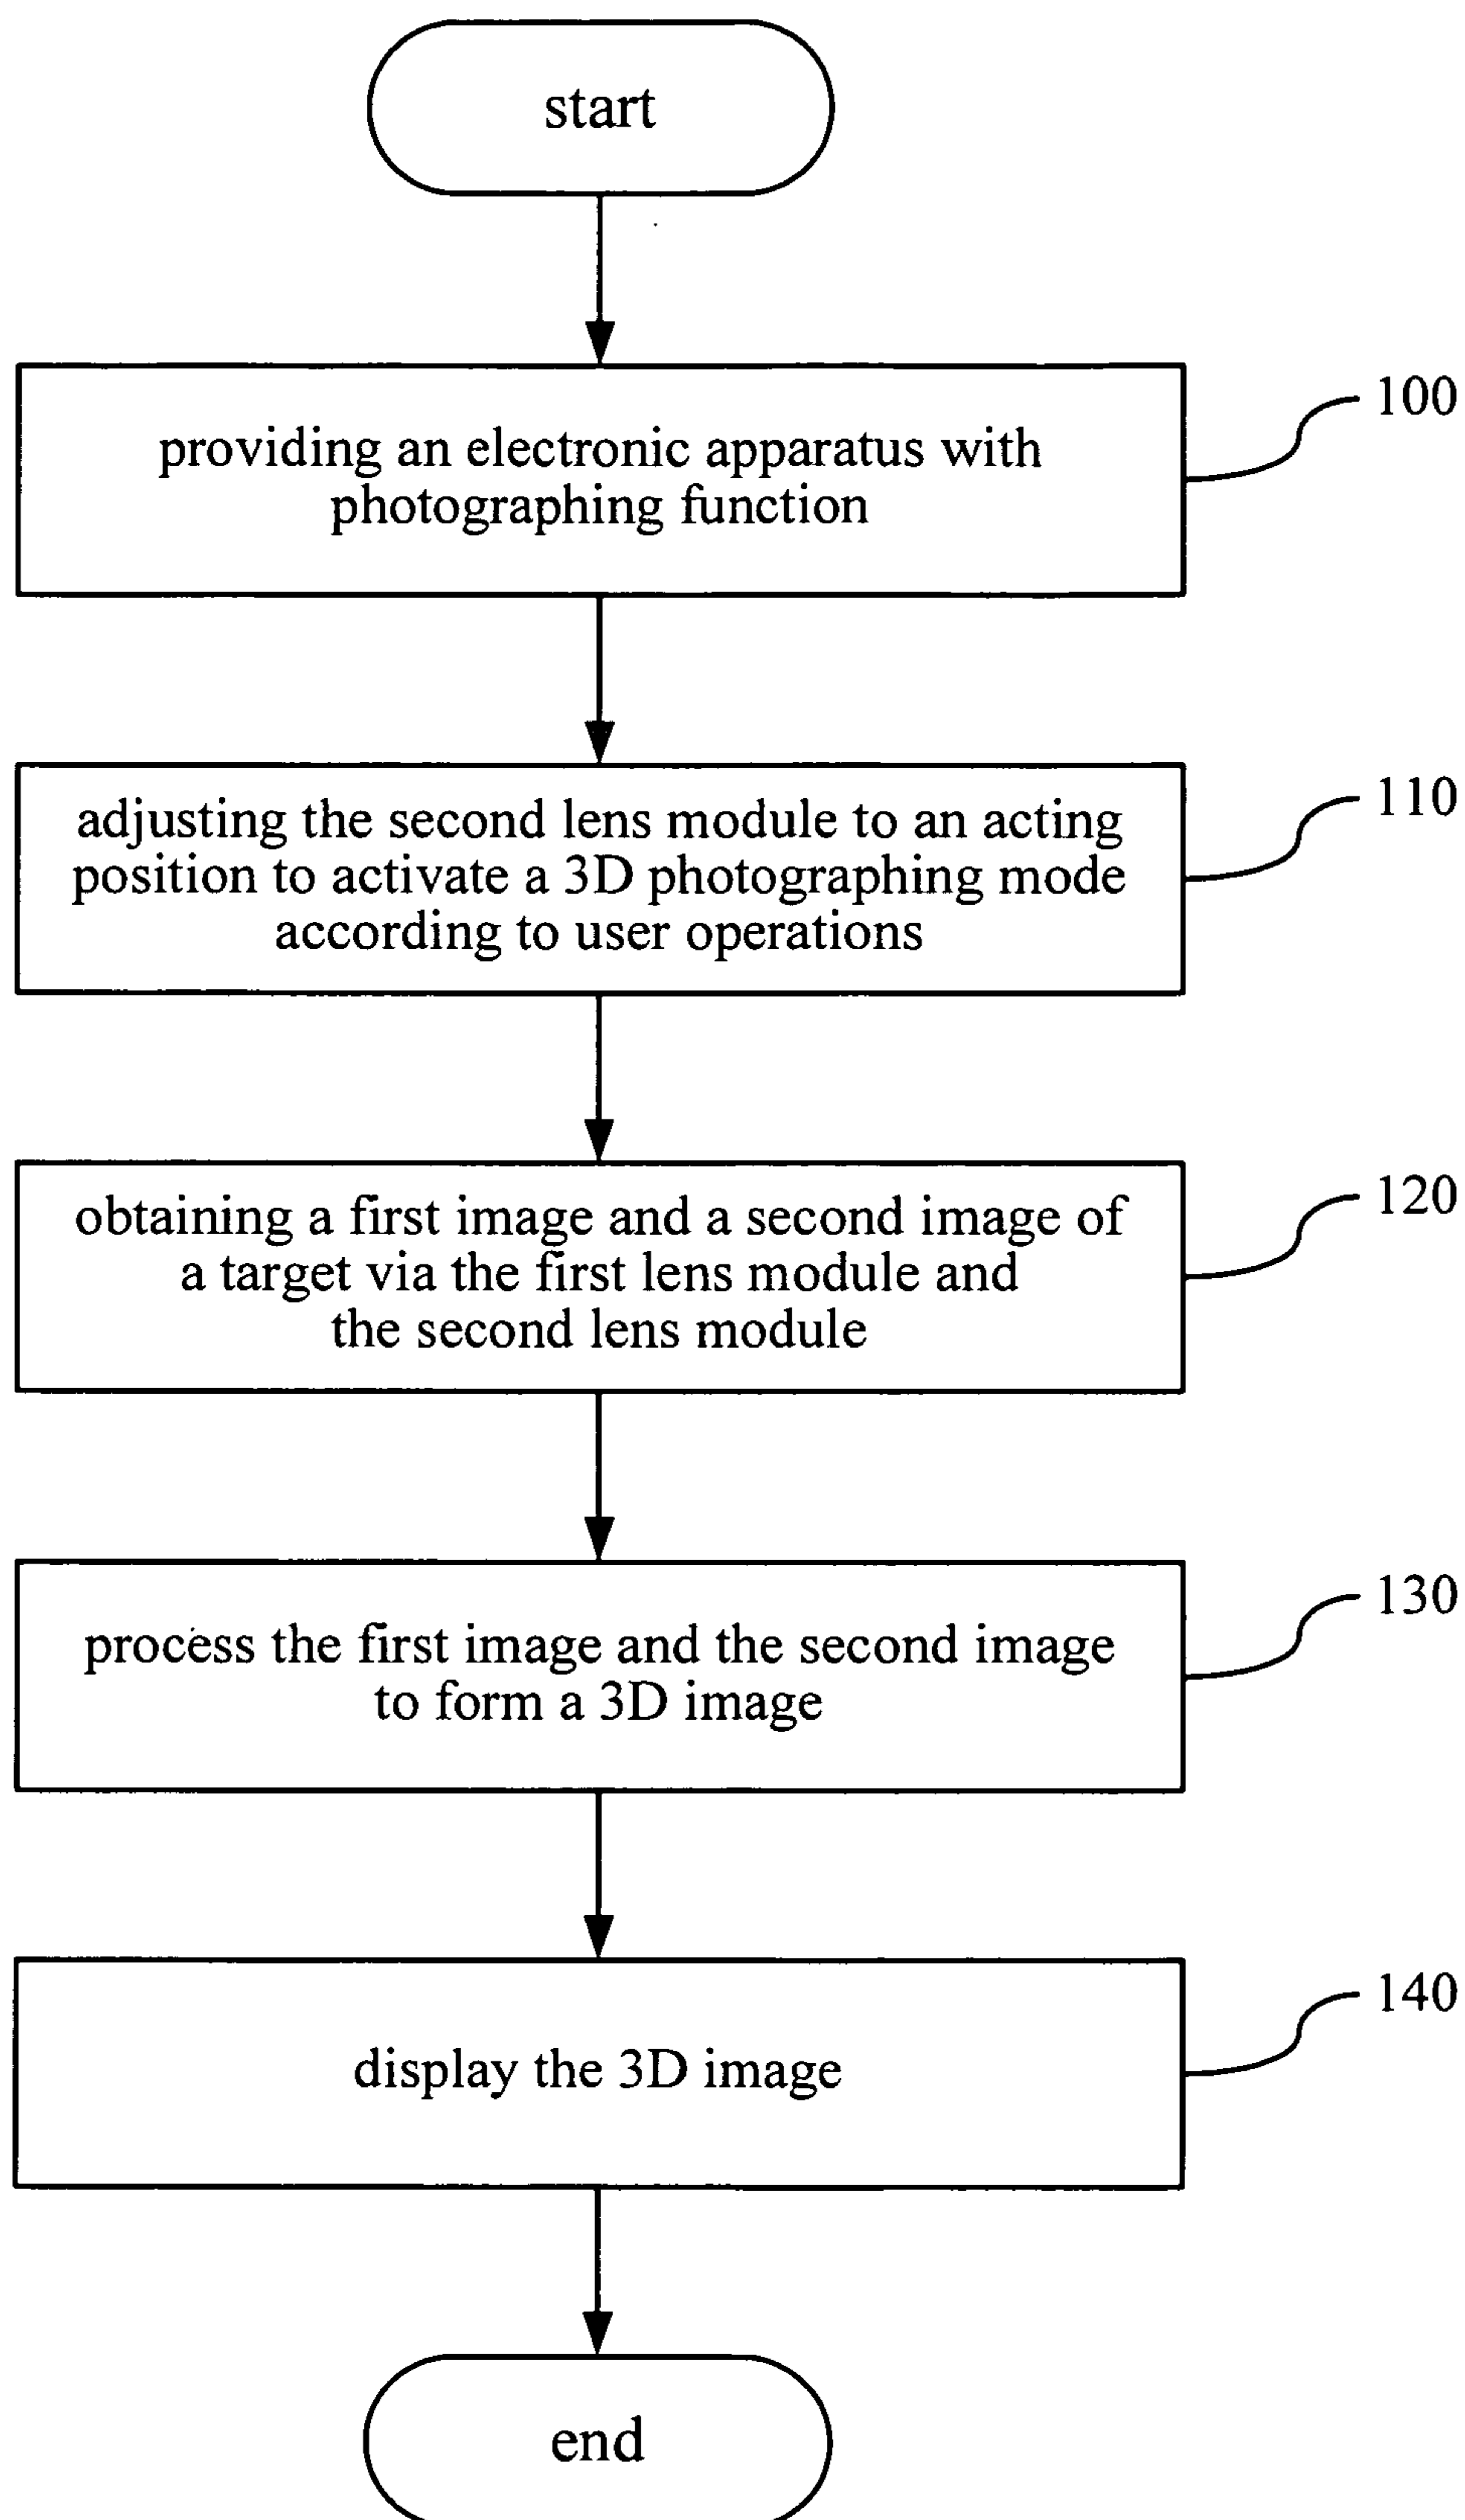 start
100
providing an electronic apparatus with
photographing function
110
adjusting the second lens module to an acting
position to activate a 3D photographing mode
according to user operations
120
obtaining a first image and a second image of
a target via the first lens module and
the second lens module
130
process the first image and the second image
to form a 3D image
140
display the 3D image
end